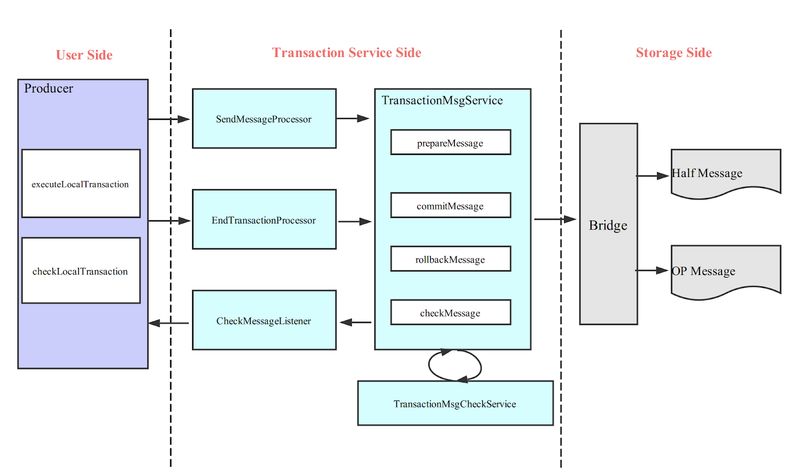 User Side
Transaction Service Side
Storage Side
Producer
executeLocalTransaction
checkLocalTransaction
SendMessageProcessor
EndTransactionProcessor
CheckMessageListener
TransactionMsgService
prepareMessage
commitMessage
rollbackMessage
checkMessage
TransactionMsgCheckService
Bridge
Half Message
OP Message